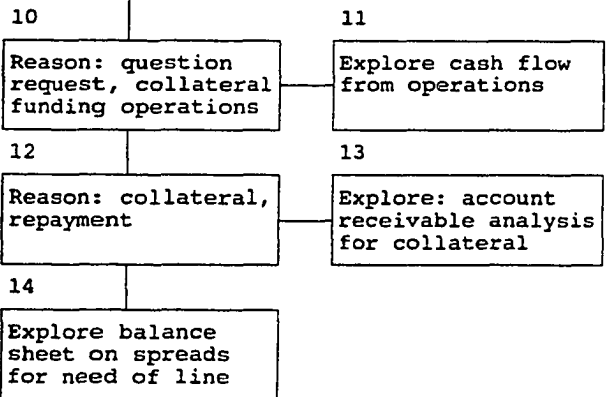 10
Reason: question
request, collateral
funding operations
11
Explore cash flow
from operations
12
Reason: collateral,
repayment
13
Explore: account
receivable analysis
for collateral
14
Explore balance
sheet on spreads
for need of line